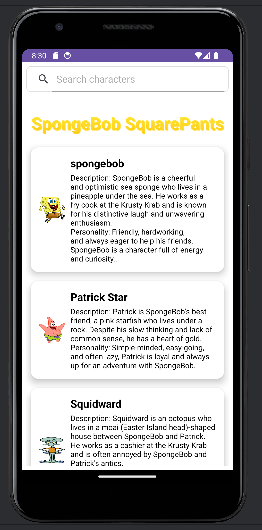 8:30
Search characters
SpongeBob SquarePants
spongebob
Description: SpongeBob is a cheerful
and optimistic sea sponge who lives in a
pineapple under the sea. He works as a
fry cook at the Krusty Krab and is known
for his distinctive laugh and unwavering
enthusiasm.
Personality: Friendly, hardworking,
and always eager to help his friends.
SpongeBob is a character full of energy
and curiosity..
Patrick Star
Description: Patrick is SpongeBob's best
friend, a pink starfish who lives under a
rock. Despite his slow thinking and lack of
common sense, he has a heart of gold.
Personality: Simple minded, easy going,
and often lazy, Patrick is loyal and always
up for an adventure with SpongeBob.
Squidward
Description: Squidward is an octopus who
lives in a moai (Easter Island head)-shaped
house between SpongeBob and Patrick.
He works as a cashier at the Krusty Krab
and is often annoyed by SpongeBob and
Patrick's antics.